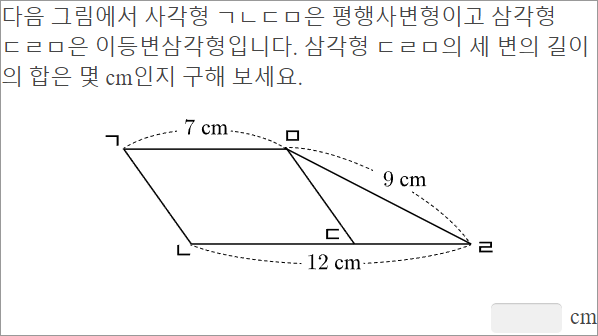 다음 그림에서 사각형 ㄱㄴㄷㅁ은 평행사변형이고 삼각형
ㄷㄹㅁ은 이등변삼각형입니다. 삼각형 ㄷㄹㅁ의 세 변의 길이
의 합은 몇 cm인지 구해 보세요.
7 cm
ㄱ
ㅁ
9 cm
ㄷ
ㄴ
ㄹ
12 cm
cm